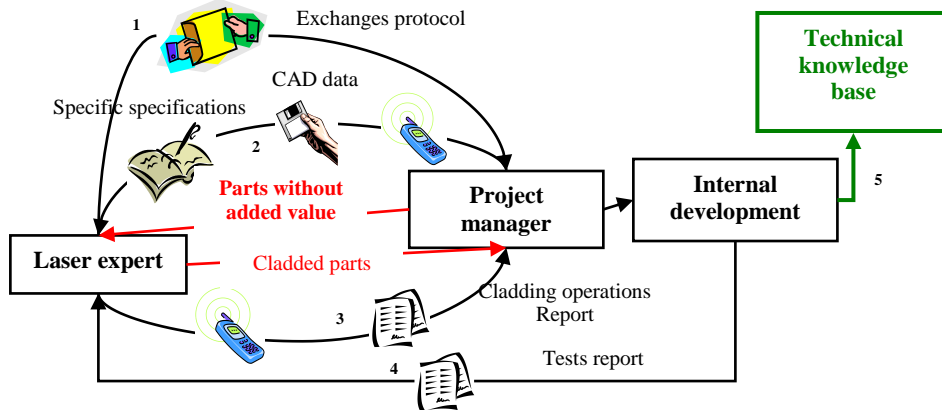 1
Exchanges protocol
Technical
knowledge
base
CAD data
Specific specifications
2
Parts without
added value
Project
manager
Internal
development
5
Laser expert
Cladded parts
Cladding operations
Report
3
Tests report
4